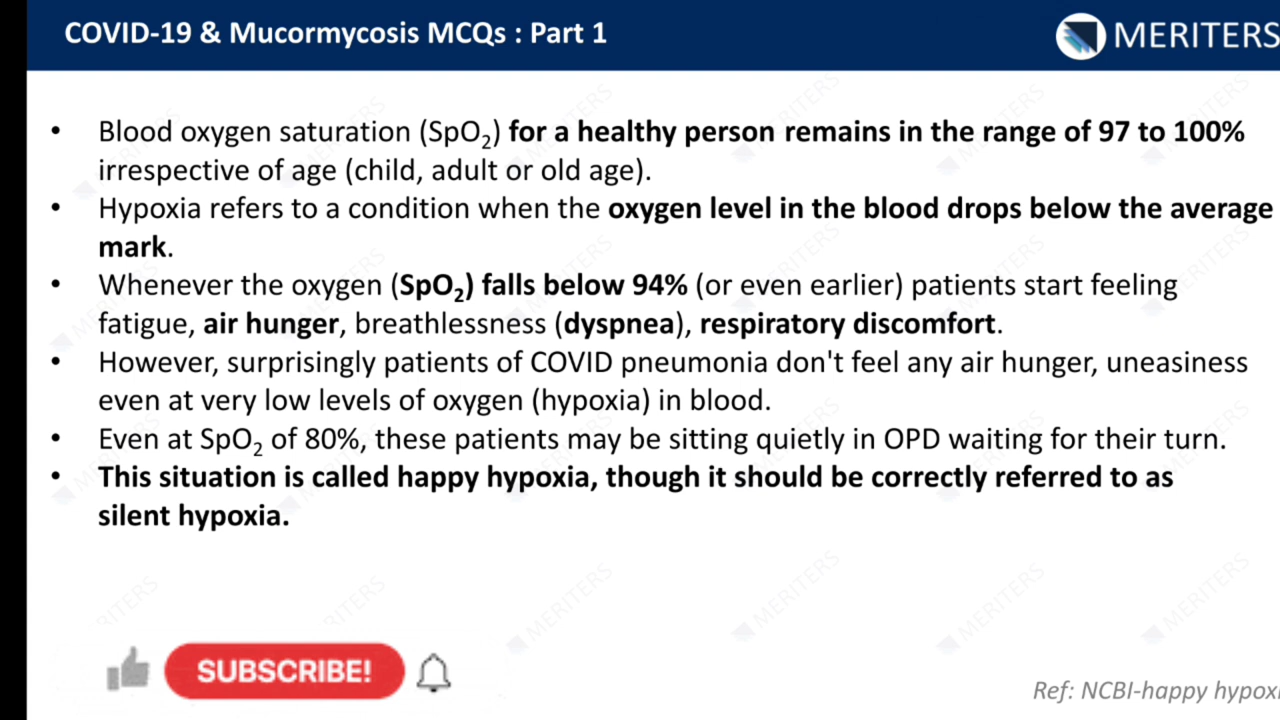 COVID-19 & Mucormycosis MCQs : Part 1
MERITERS
• Blood oxygen saturation (SpO₂) for a healthy person remains in the range of 97 to 100%
irrespective of age (child, adult or old age).
• Hypoxia refers to a condition when the oxygen level in the blood drops below the average
mark.
• Whenever the oxygen (SpO₂) falls below 94% (or even earlier) patients start feeling
fatigue, air hunger, breathlessness (dyspnea), respiratory discomfort.
• However, surprisingly patients of COVID pneumonia don't feel any air hunger, uneasiness
even at very low levels of oxygen (hypoxia) in blood.
• Even at SpO₂ of 80%, these patients may be sitting quietly in OPD waiting for their turn.
• This situation is called happy hypoxia, though it should be correctly referred to as
silent hypoxia.
SUBSCRIBE!
Ref: NCBI-happy hypoxi